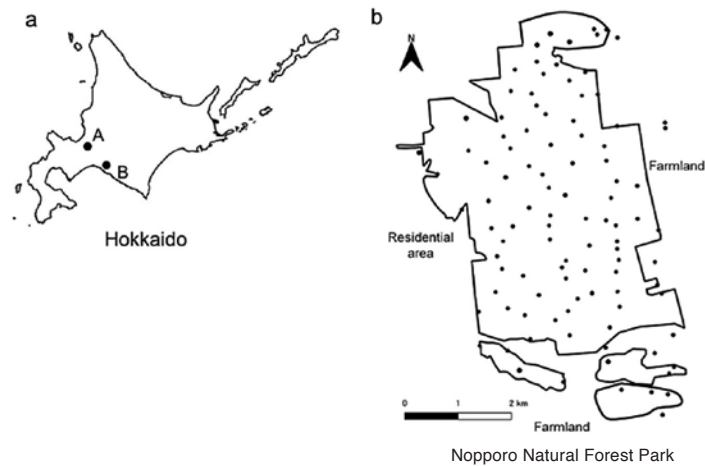 a
A
B
Hokkaido
b
N
Farmland
Residential
area
0 1 2 km
Farmland
Nopporo Natural Forest Park